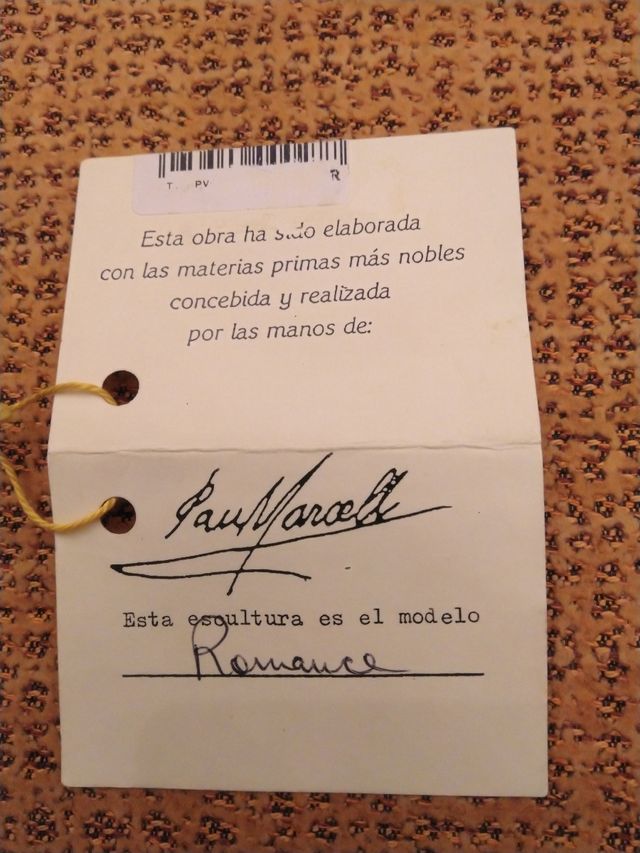 T. PV R
Esta obra ha sido elaborada
con las materias primas más nobles
concebida y realizada
por las manos de:
Pau Marcelli
Esta escultura es el modelo
Romance